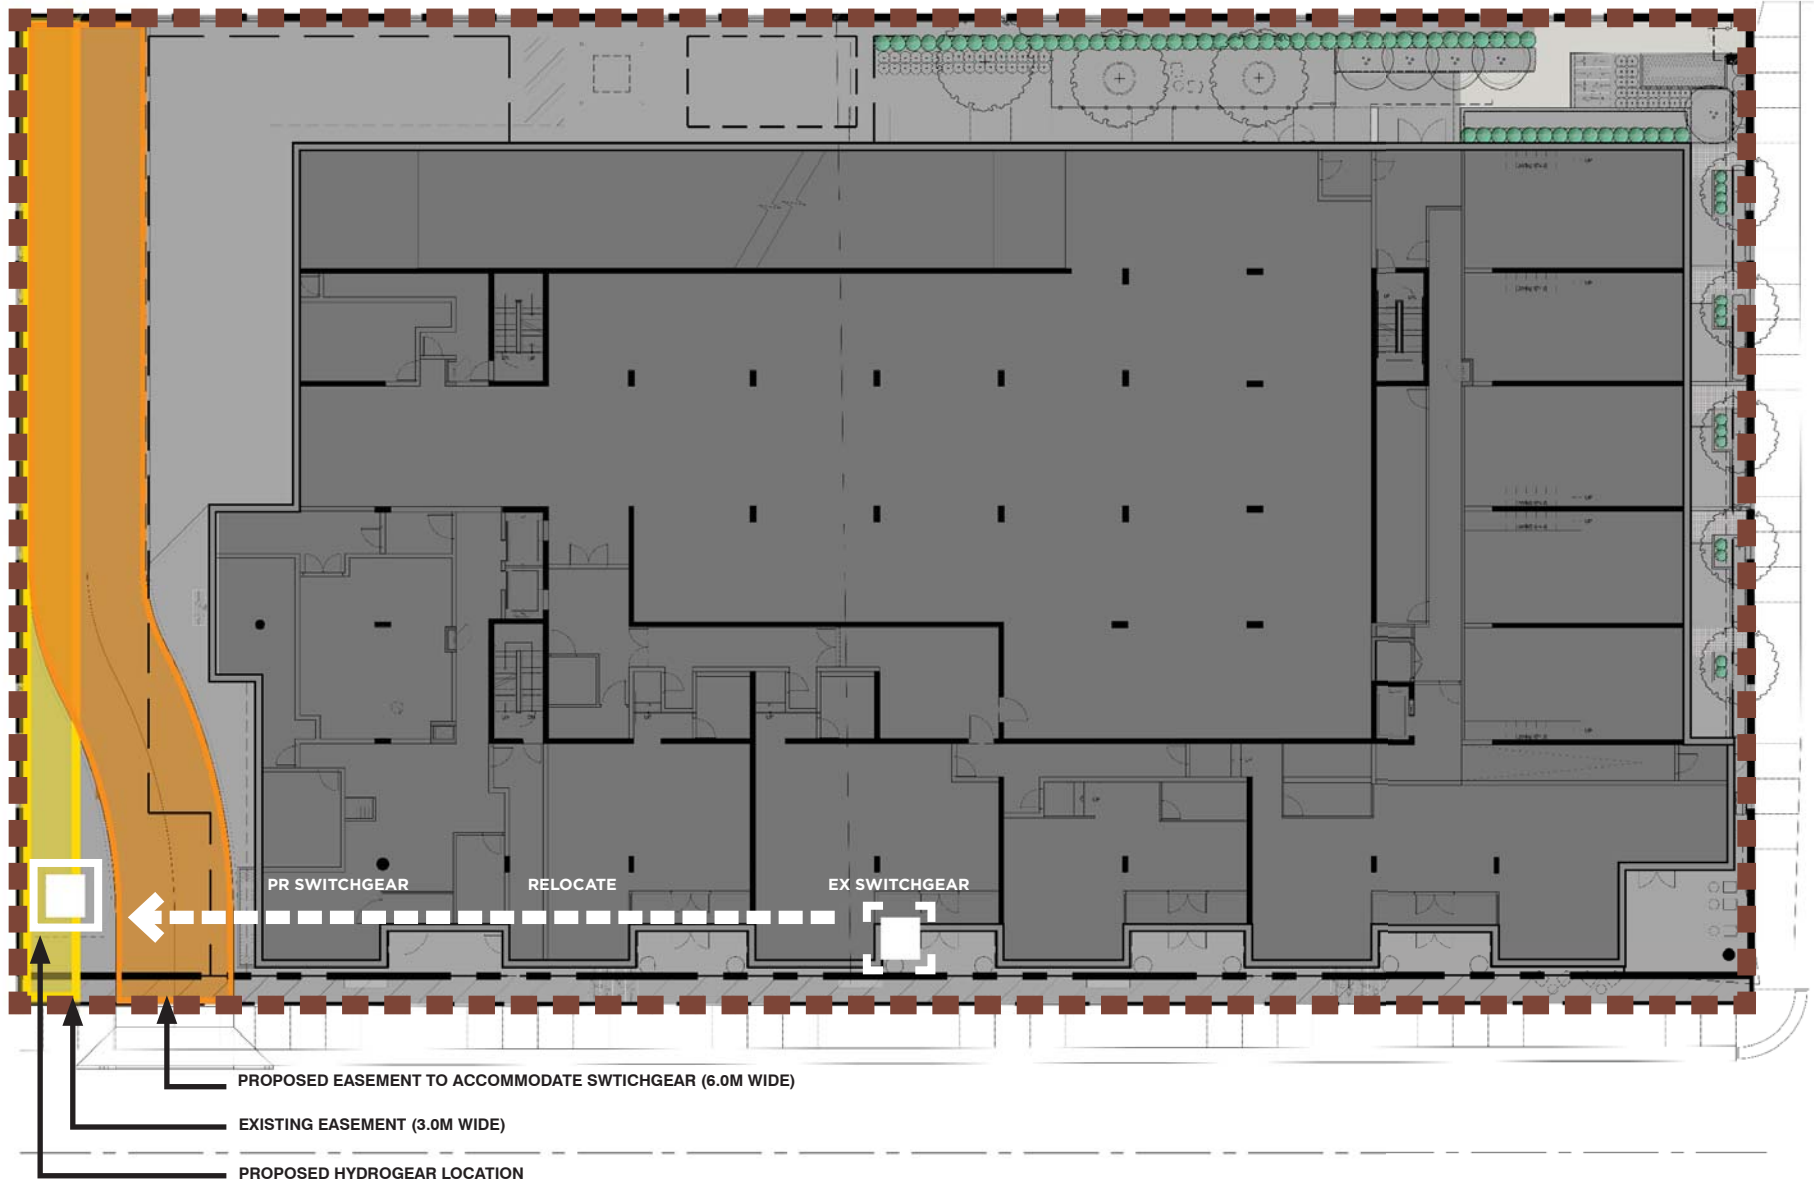 PR SWITCHGEAR
RELOCATE
EX SWITCHGEAR
PROPOSED EASEMENT TO ACCOMMODATE SWTICHGEAR (6.0M WIDE)
EXISTING EASEMENT (3.0M WIDE)
PROPOSED HYDROGEAR LOCATION